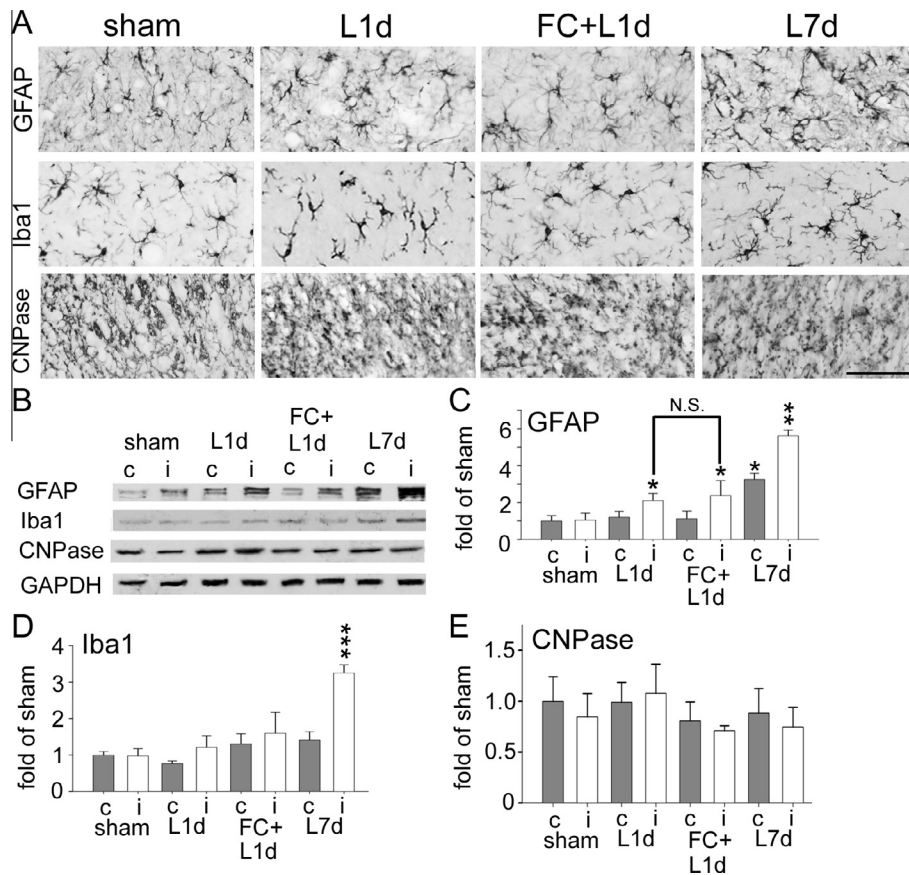 A
sham L1d FC+L1d L7d
GFAP
Iba1
CNPase
B
sham L1d FC+ L1d L7d
c i c i c i c i
GFAP
Iba1
CNPase
GAPDH
C
GFAP
N.S.
fold of sham
6
4
2
0
* * * **
c i c i c i c i
sham L1d FC+ L1d L7d
D
Iba1
fold of sham
4
3
2
1
0
***
c i c i c i c i
sham L1d FC+ L1d L7d
E
CNPase
fold of sham
1.5
1.0
0.5
0
c i c i c i c i
sham L1d FC+ L1d L7d